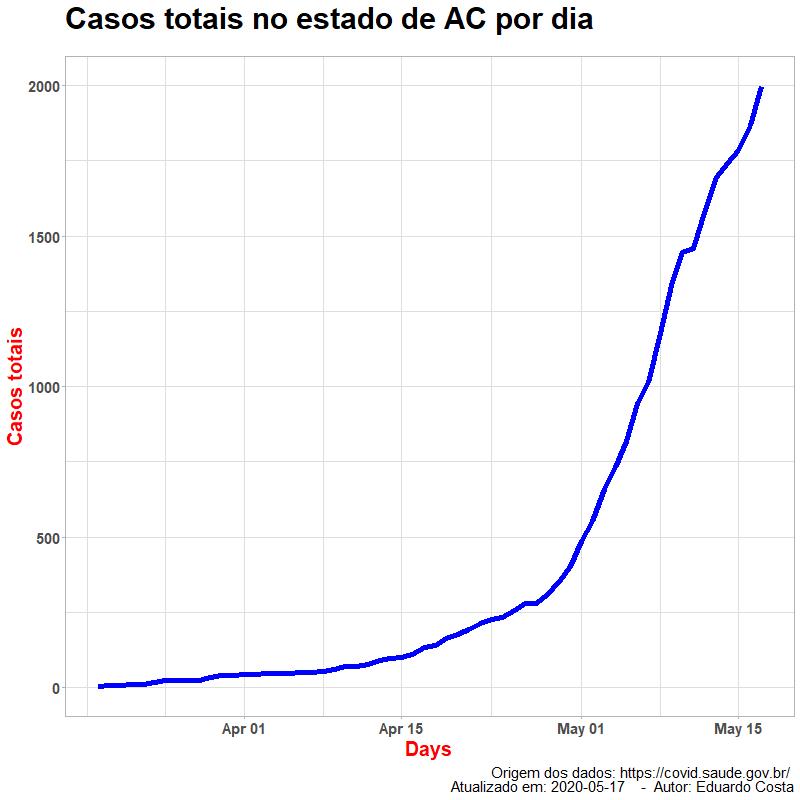 Casos totais no estado de AC por dia
Casos totais
2000
1500
1000
500
0
Apr 01 Apr 15 May 01 May 15
Days
Origem dos dados: https://covid.saude.gov.br/
Atualizado em: 2020-05-17 - Autor: Eduardo Costa